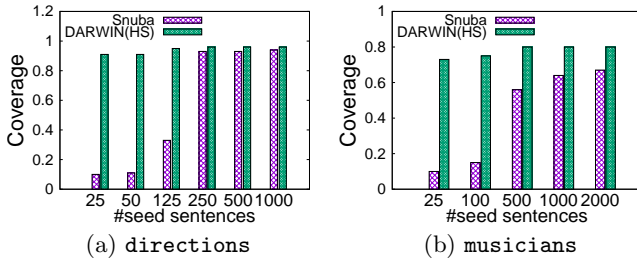 Snuba
DARWIN(HS)
1.2
1
0.8
0.6
0.4
0.2
0
Coverage
25 50 125 250 500 1000
#seed sentences
(a) directions
Snuba
DARWIN(HS)
1
0.8
0.6
0.4
0.2
0
Coverage
25 100 500 1000 2000
#seed sentences
(b) musicians